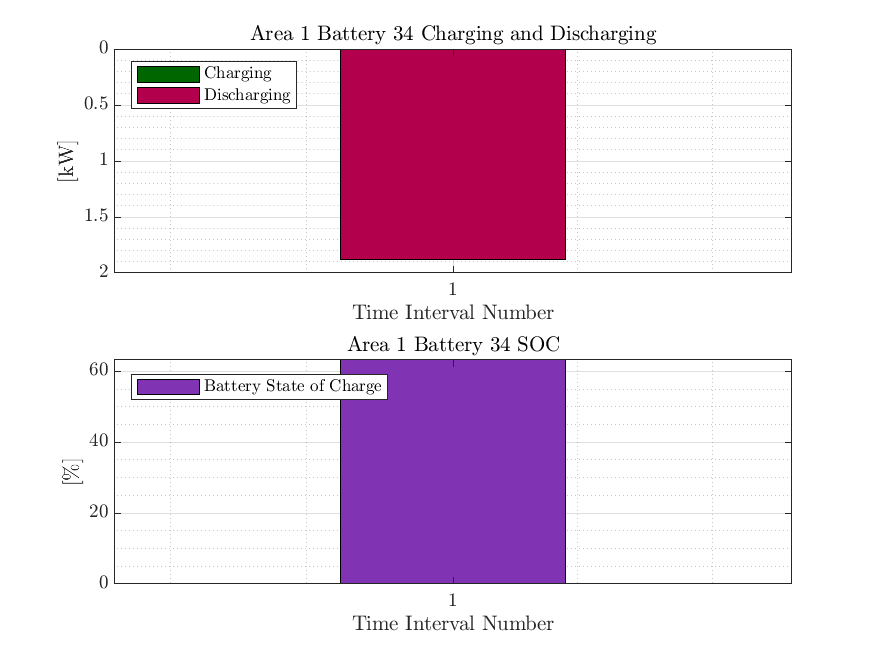 Area 1 Battery 34 Charging and Discharging
0
0.5
1
1.5
2
[kW]
Charging
Discharging
1
Time Interval Number
Area 1 Battery 34 SOC
60
40
20
0
[%]
Battery State of Charge
1
Time Interval Number